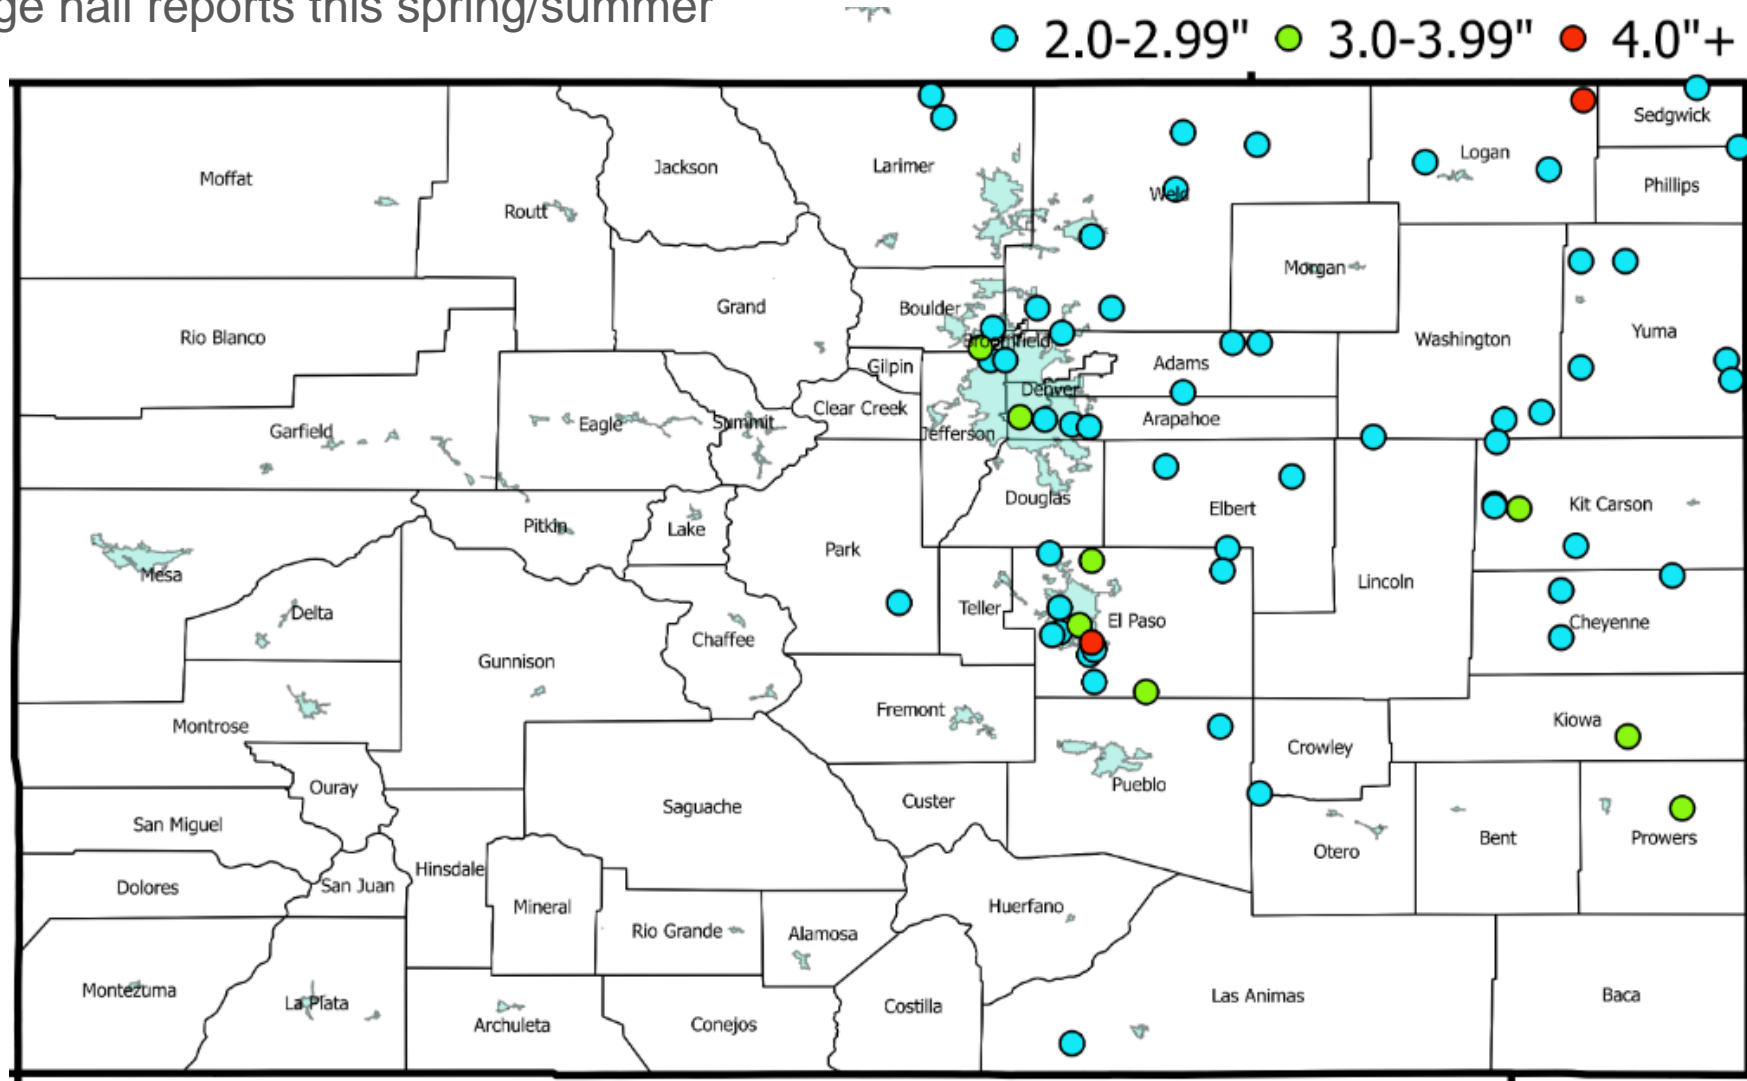 ge hail reports this spring/summer
2.0-2.99" 3.0-3.99" 4.0"+
Sedgwick
Logan
Jackson
Larimer
Moffat
Phillips
Weld
Routt
Morgan
Grand
Boulder
Yuma
Rio Blanco
Washington
Broomfield
Adams
Gilpin
Denver
Clear Creek
Arapahoe
Eagle
Summit
Garfield
Jefferson
Douglas
Kit Carson
Elbert
Pitkin
Lake
Park
Mesa
Lincoln
Teller
Delta
El Paso
Cheyenne
Chaffee
Gunnison
Fremont
Kiowa
Montrose
Crowley
Ouray
Pueblo
Custer
Saguache
San Miguel
Bent
Prowers
Otero
Hinsdale
San Juan
Dolores
Mineral
Huerfano
Rio Grande
Alamosa
Montezuma
Las Animas
Baca
La Plata
Costilla
Archuleta
Conejos